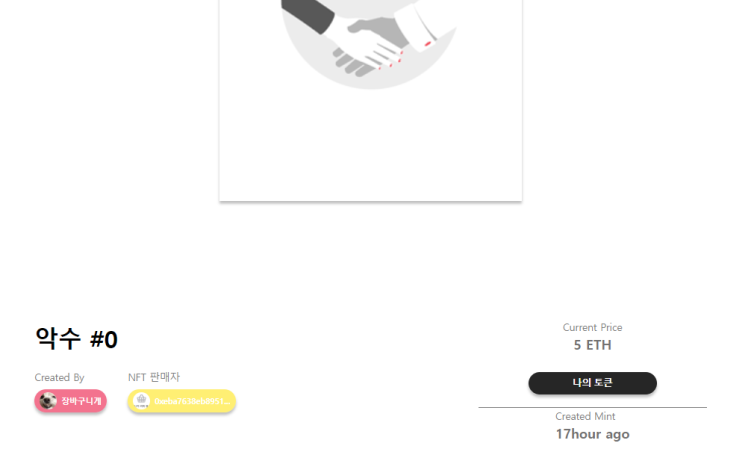 악수 #0
Created By
장바구니게
NFT 판매자
Current Price
5 ETH
나의 토큰
Created Mint
17hour ago